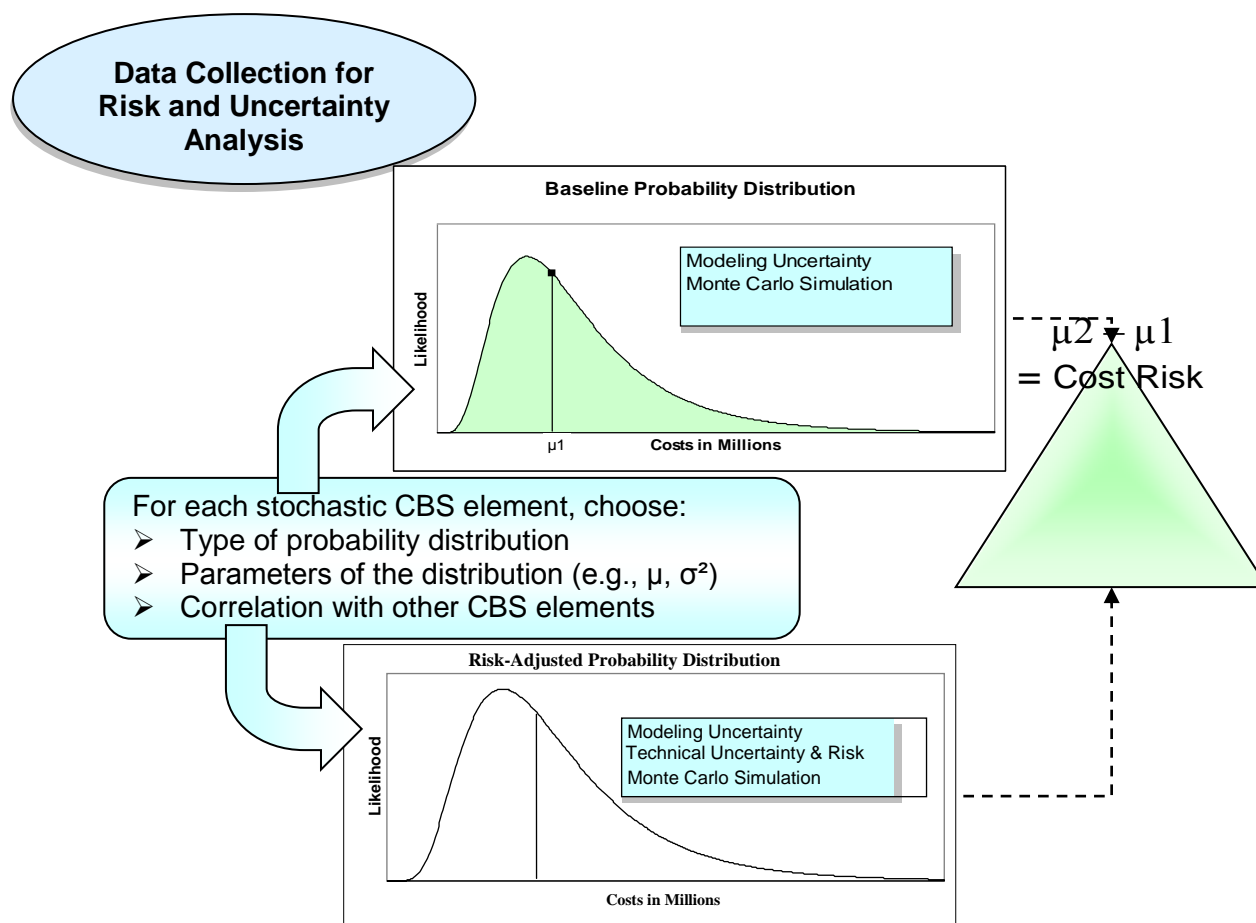 Data Collection for
Risk and Uncertainty
Analysis
Baseline Probability Distribution
Modeling Uncertainty
Monte Carlo Simulation
Likelihood
μ1
Costs in Millions
μ2 – μ1
= Cost Risk
For each stochastic CBS element, choose:
➢ Type of probability distribution
➢ Parameters of the distribution (e.g., μ, σ²)
➢ Correlation with other CBS elements
Risk-Adjusted Probability Distribution
Modeling Uncertainty
Technical Uncertainty & Risk
Monte Carlo Simulation
Likelihood
Costs in Millions